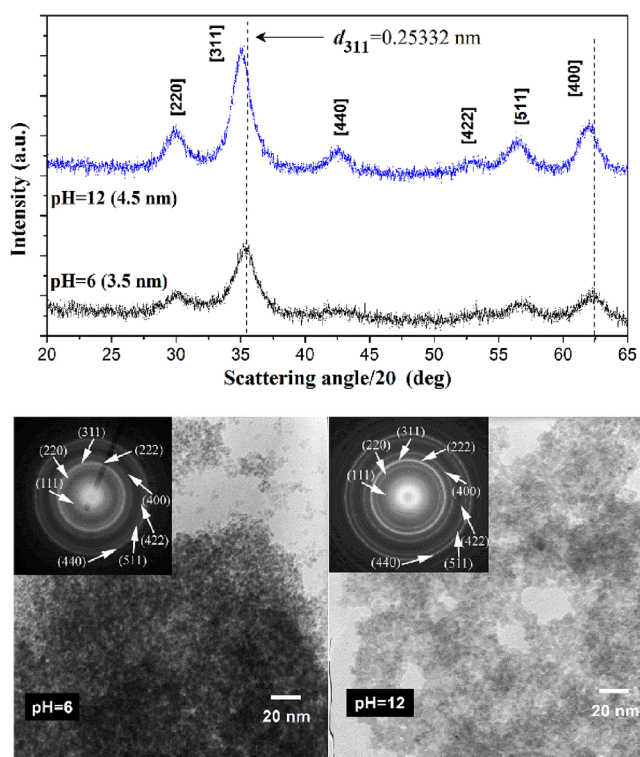 d311=0.25332 nm
[220]
[311]
[440]
[422]
[511]
[400]
Intensity (a.u.)
pH=12 (4.5 nm)
pH=6 (3.5 nm)
20 25 30 35 40 45 50 55 60 65
Scattering angle/2θ (deg)
(311)
(220)
(222)
(111)
(400)
(422)
(511)
(440)
pH=6
20 nm
(311)
(220)
(222)
(111)
(400)
(422)
(511)
(440)
pH=12
20 nm